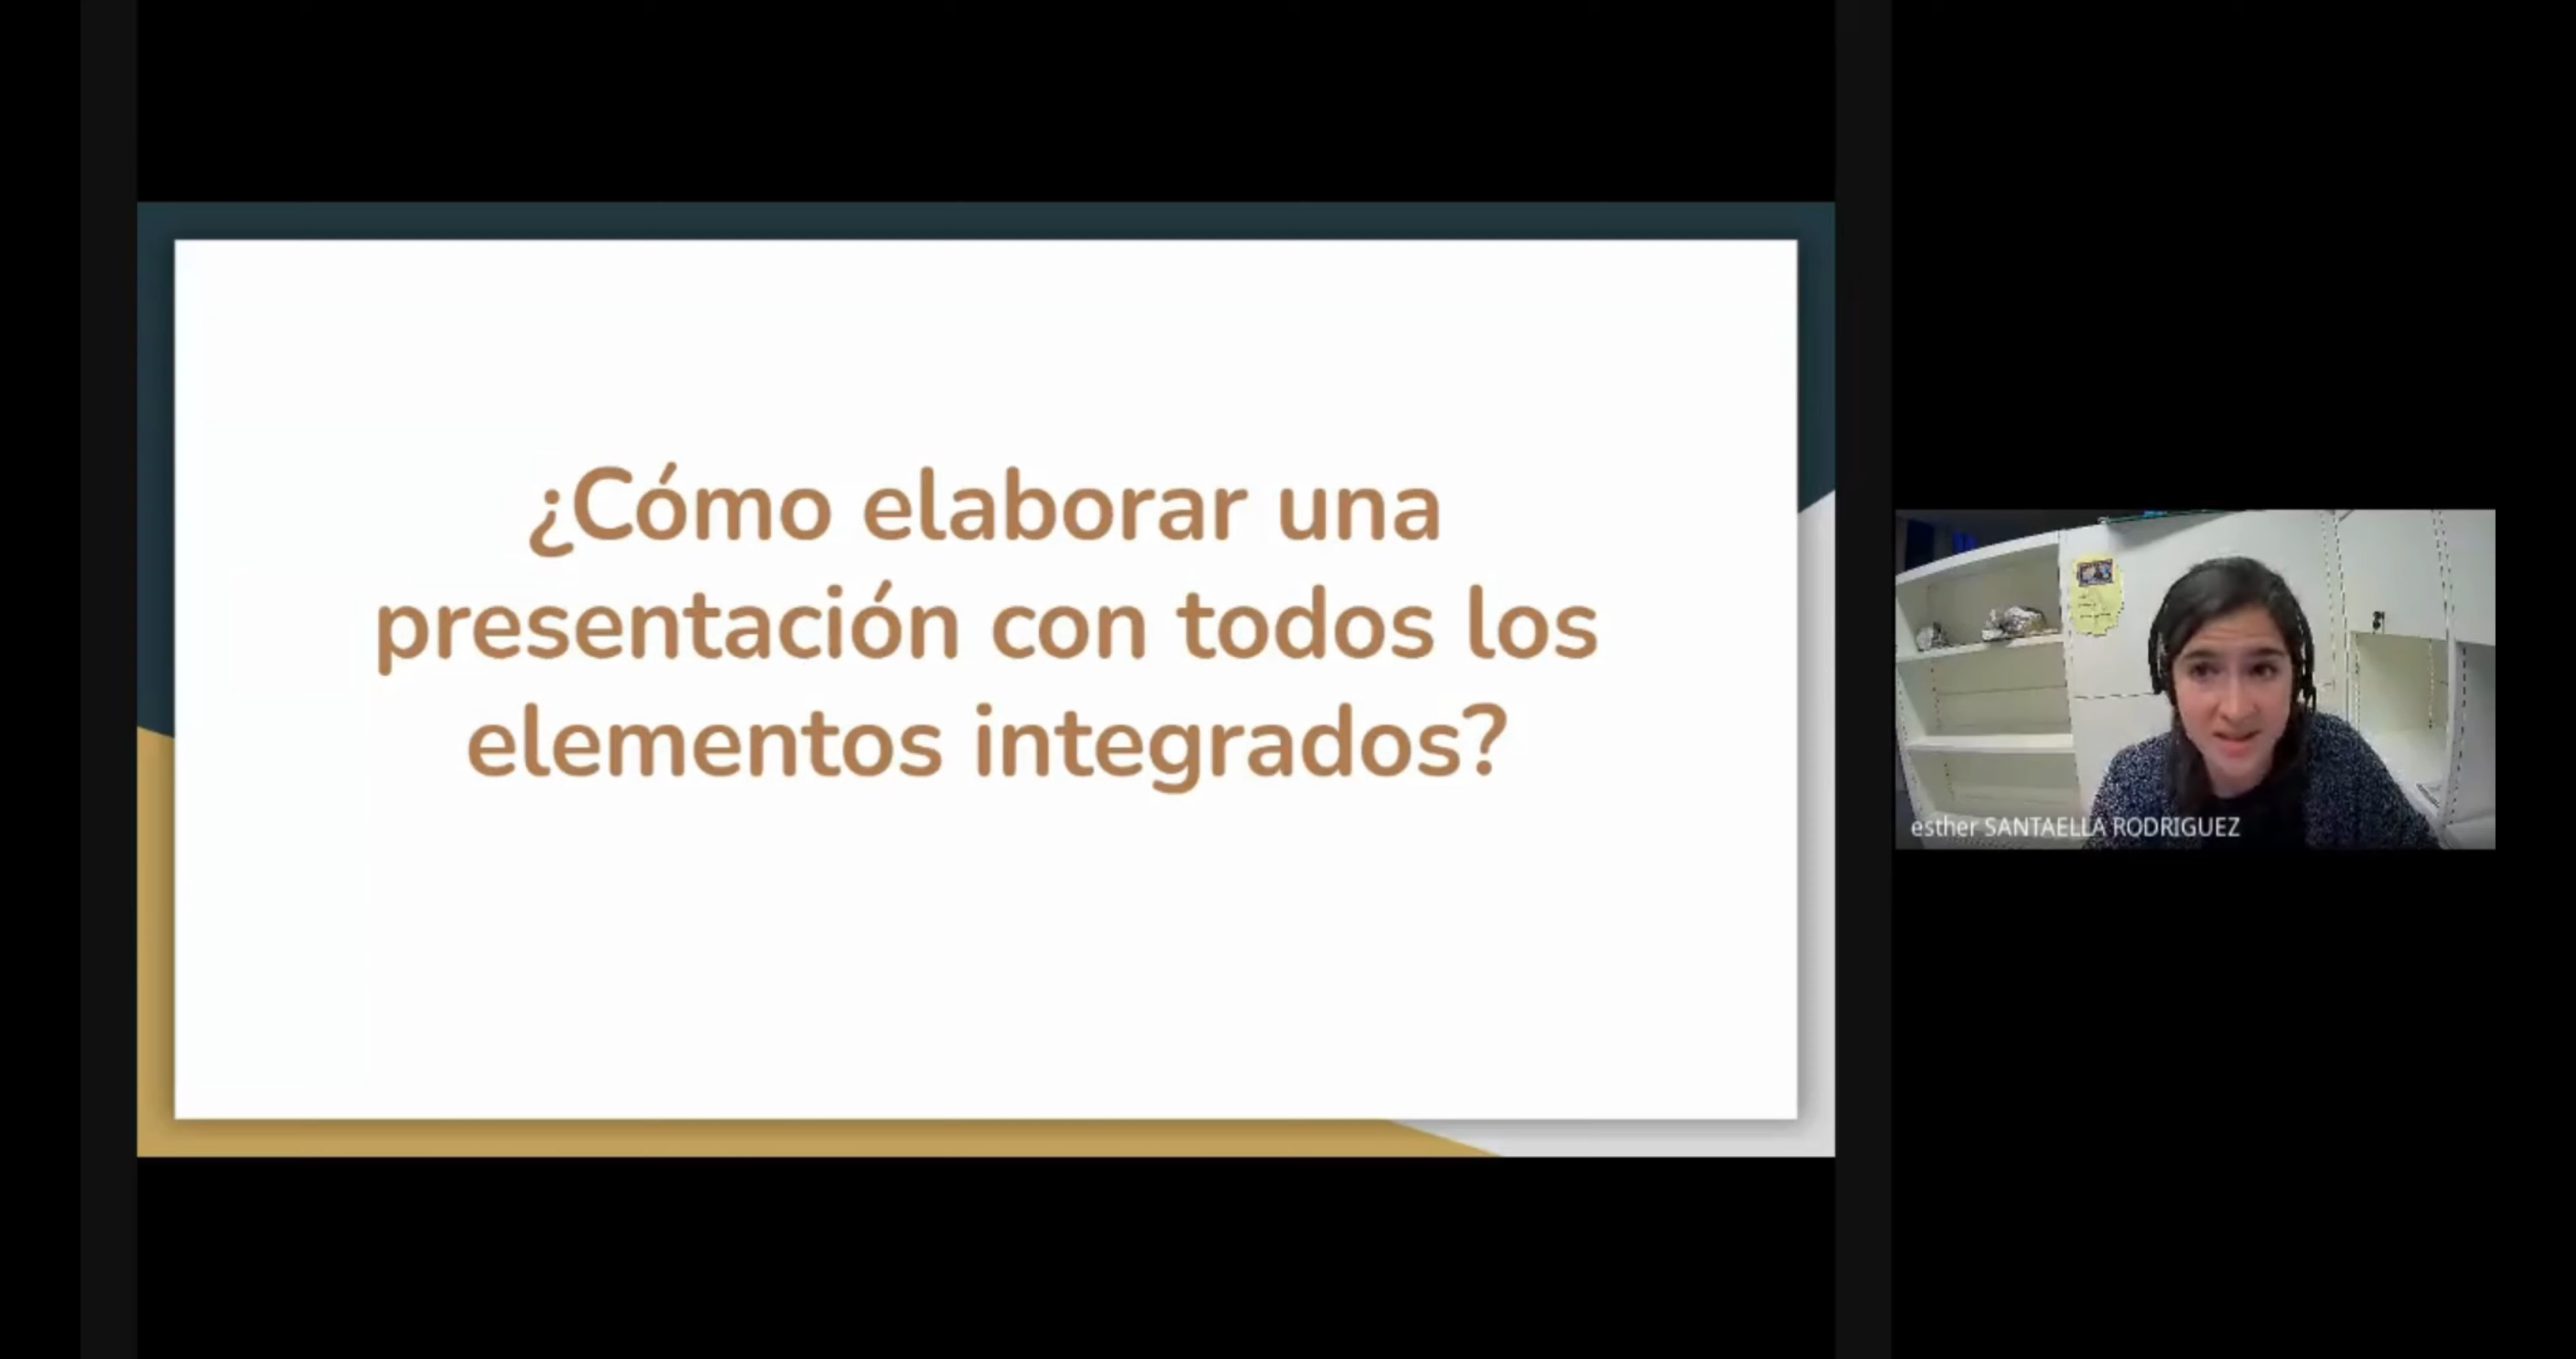 ¿Cómo elaborar una
presentación con todos los
elementos integrados?
esther SANTAELLA RODRIGUEZ